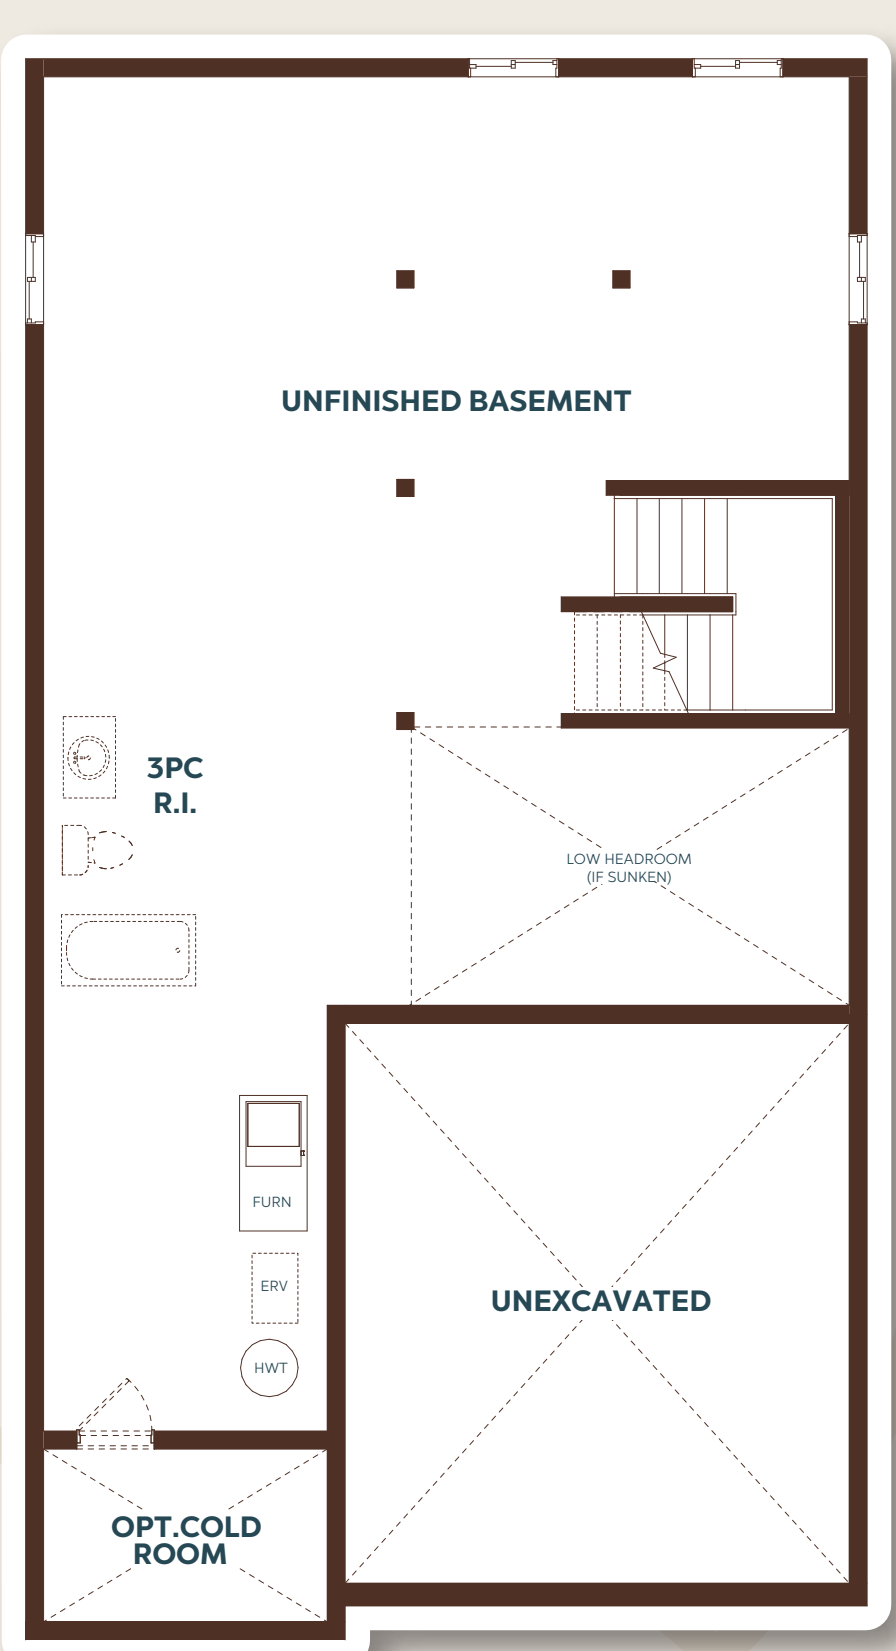 UNFINISHED BASEMENT
3PC
R.I.
LOW HEADROOM
(IF SUNKEN)
FURN
ERV
UNEXCAVATED
HWT
OPT.COLD
ROOM